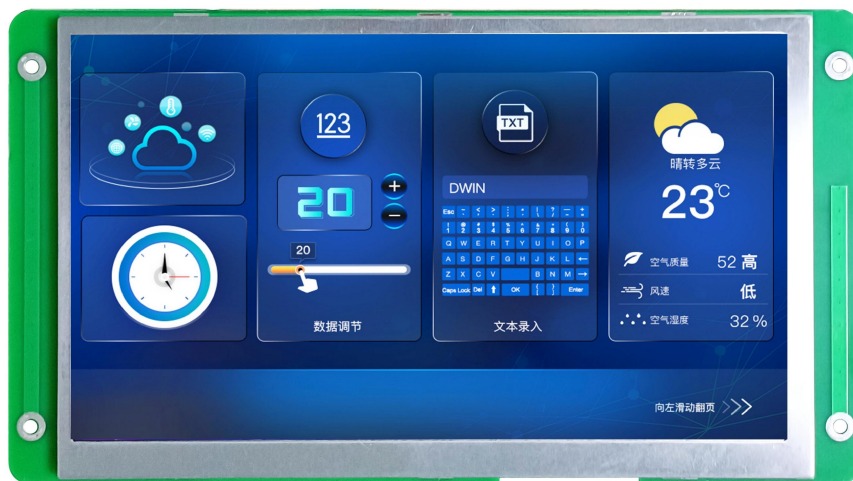 123
20
20
数据调节
TXT
DWIN
Q W E R T Y U I O P
A S D F G H J K L ←
Z X C V B N M →
Caps Lock Del ↑ OK { } Enter
文本录入
晴转多云
23℃
空气质量 52 高
风速 低
空气湿度 32%
向左滑动翻页 >>>